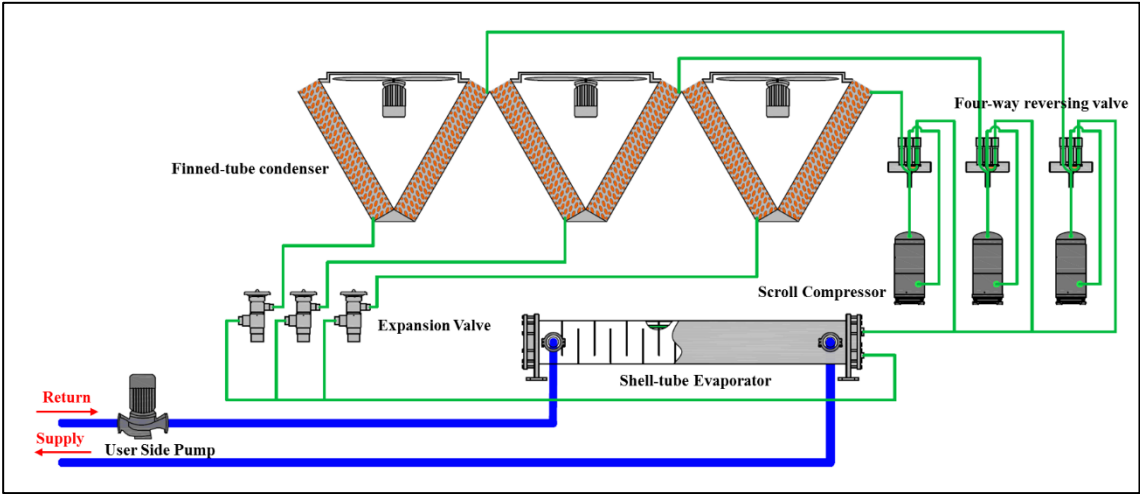 Four-way reversing valve
Finned-tube condenser
Scroll Compressor
Expansion Valve
Shell-tube Evaporator
Return
Supply
User Side Pump